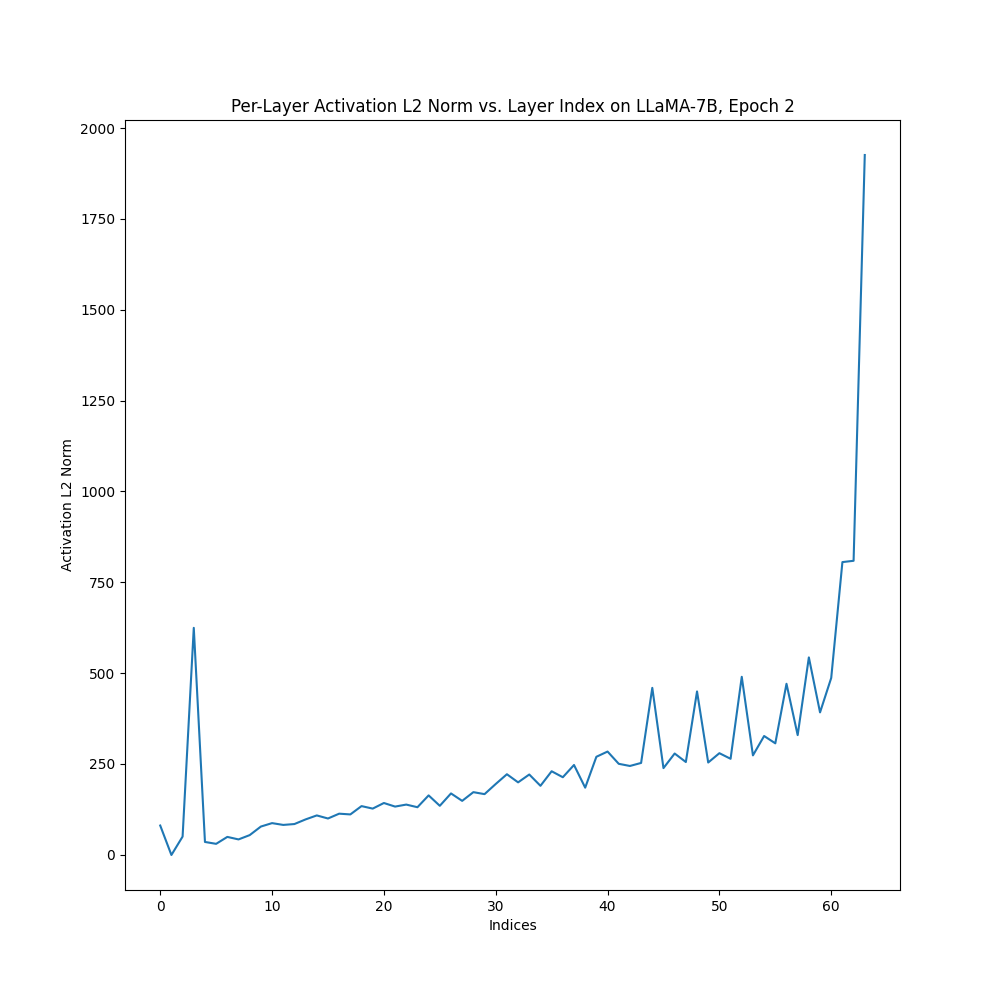 Per-Layer Activation L2 Norm vs. Layer Index on LLaMA-7B, Epoch 2
2000
1750
1500
1250
1000
750
500
250
0
Activation L2 Norm
0 10 20 30 40 50 60
Indices